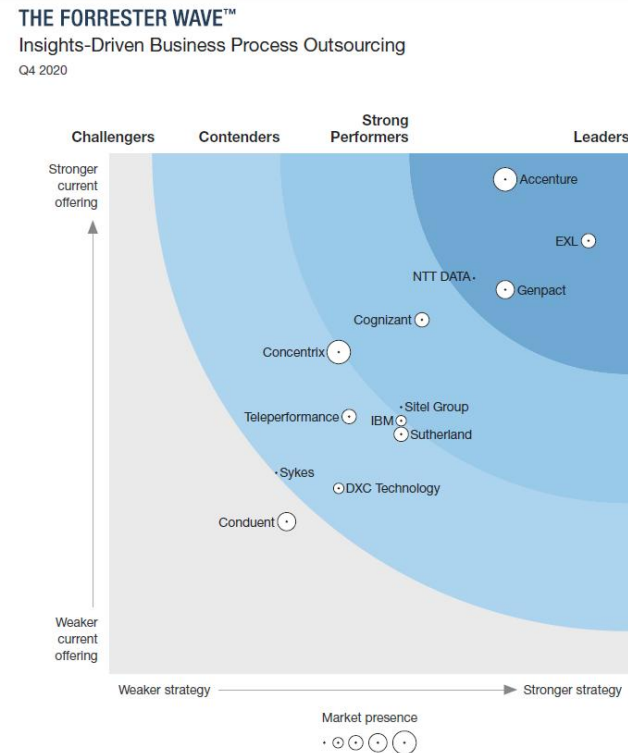 THE FORRESTER WAVE™
Insights-Driven Business Process Outsourcing
Q4 2020
Challengers
Contenders
Strong
Performers
Leaders
Stronger
current
offering
Accenture
EXL
NTT DATA
Genpact
Cognizant
Concentrix
Sitel Group
Teleperformance
IBM
Sutherland
Sykes
DXC Technology
Conduent
Weaker
current
offering
Weaker strategy
Stronger strategy
Market presence